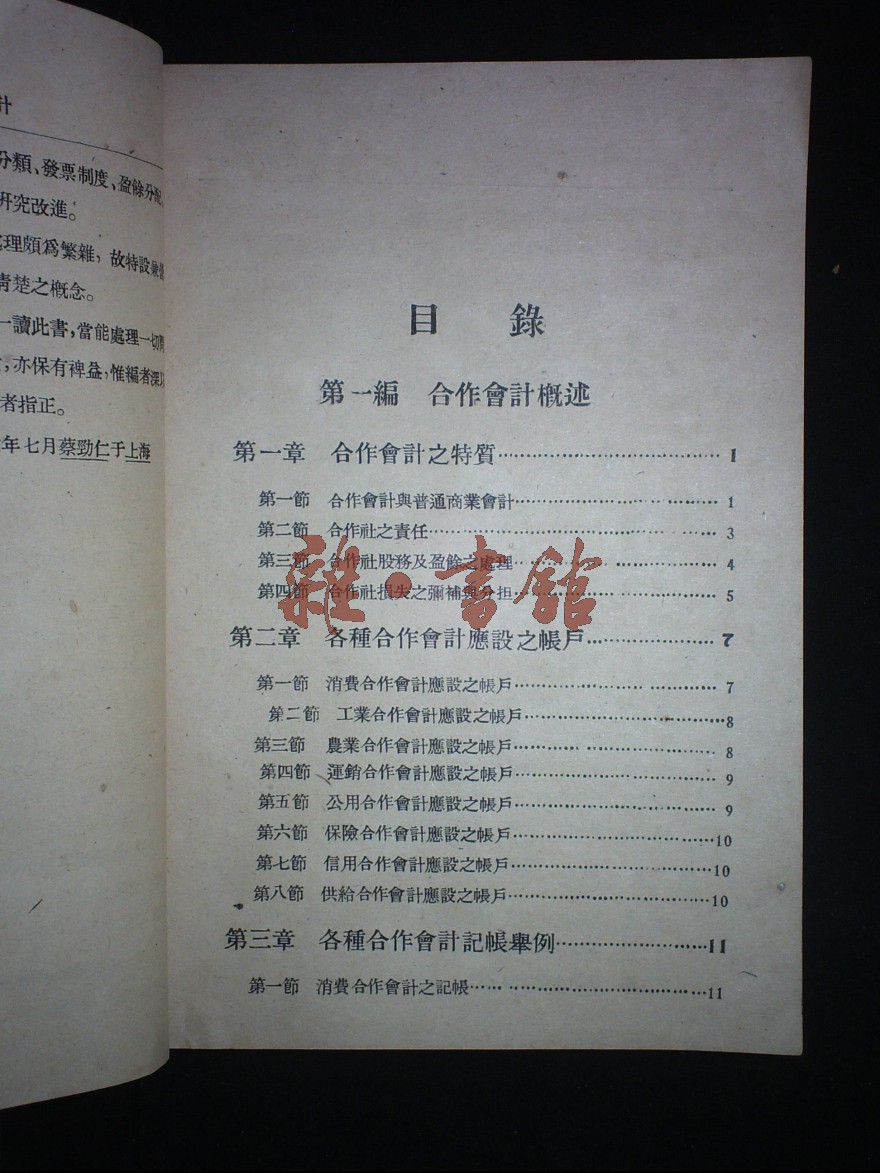 計
分類、發票制度、盈餘分配
研究改進。
處理頗爲繁雜，故特設
清楚之概念。
一讀此書，當能處理一切
，亦保有裨益，惟編者深
者指正。
年七月蔡勁仁于上海
目錄
第一編 合作會計概述
第一章 合作會計之特質……………………………1
第一節 合作會計與普通商業會計……………………………1
第二節 合作社之責任……………………………3
第三節 合作社股務及盈餘之處理……………………………4
第四節 合作社損失之彌補與分担……………………………5
雜·書館
第二章 各種合作會計應設之帳戶……………………………7
第一節 消費合作會計應設之帳戶……………………………7
第二節 工業合作會計應設之帳戶……………………………8
第三節 農業合作會計應設之帳戶……………………………8
第四節 運銷合作會計應設之帳戶……………………………9
第五節 公用合作會計應設之帳戶……………………………9
第六節 保險合作會計應設之帳戶……………………………10
第七節 信用合作會計應設之帳戶……………………………10
第八節 供給合作會計應設之帳戶……………………………10
第三章 各種合作會計記帳舉例……………………………11
第一節 消費合作會計之記帳……………………………11